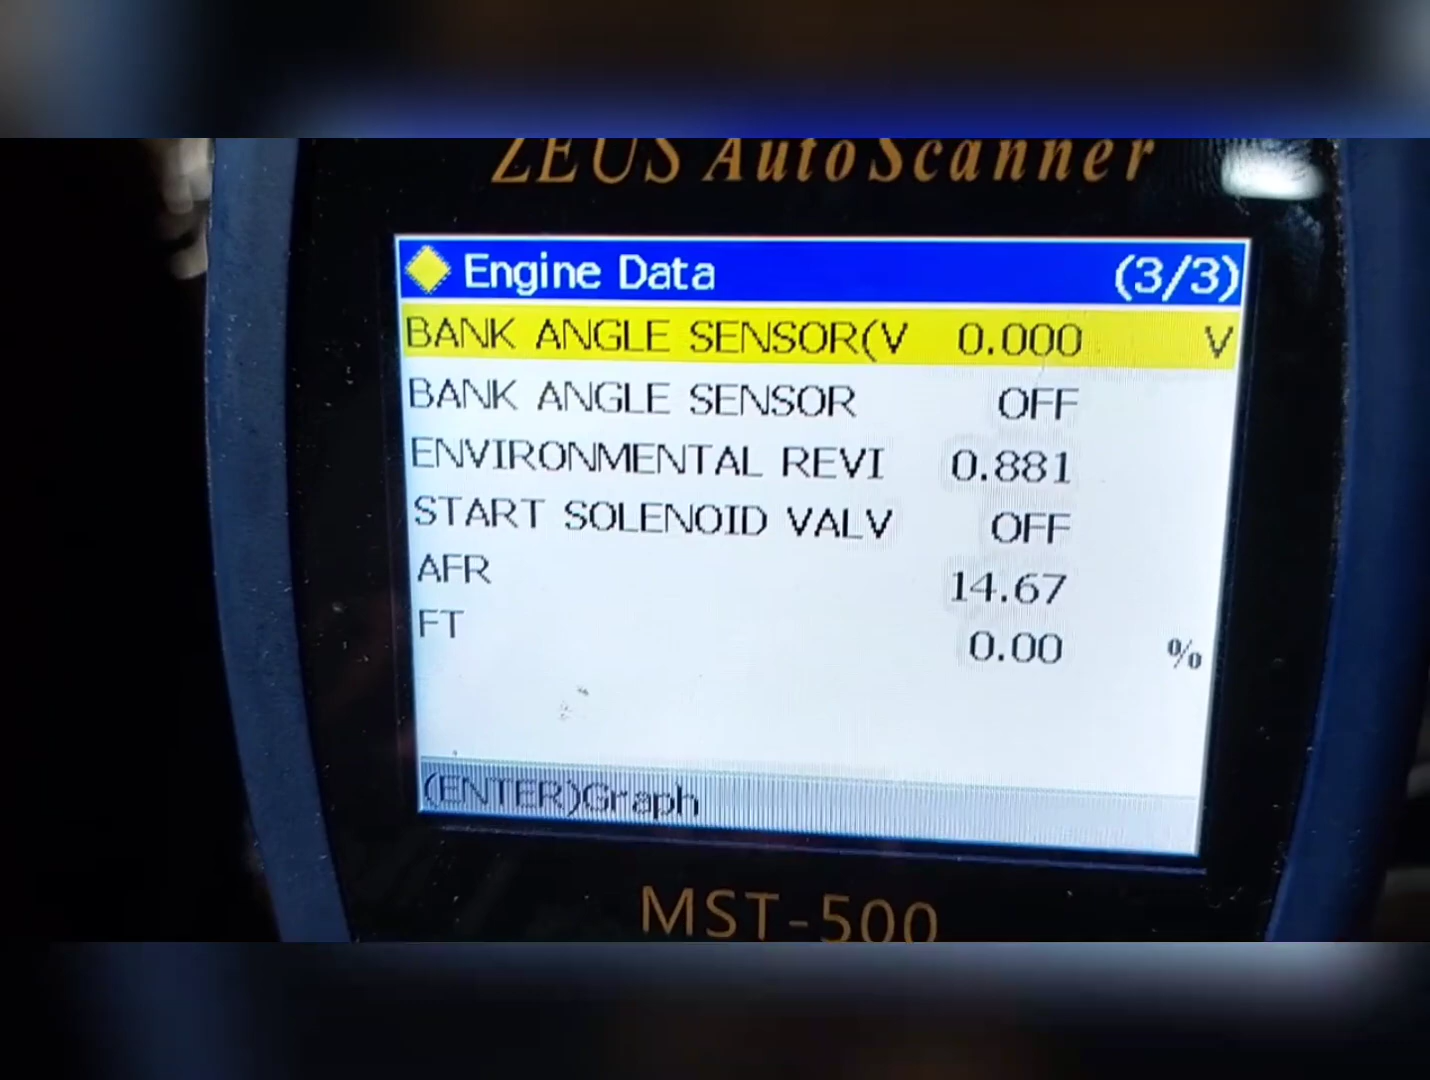 ZEUS AutoScanner
Engine Data (3/3)
BANK ANGLE SENSOR(V 0.000 V
BANK ANGLE SENSOR OFF
ENVIRONMENTAL REVI 0.881
START SOLENOID VALV OFF
AFR 14.67
FT 0.00 %
(ENTER)Graph
MST-500